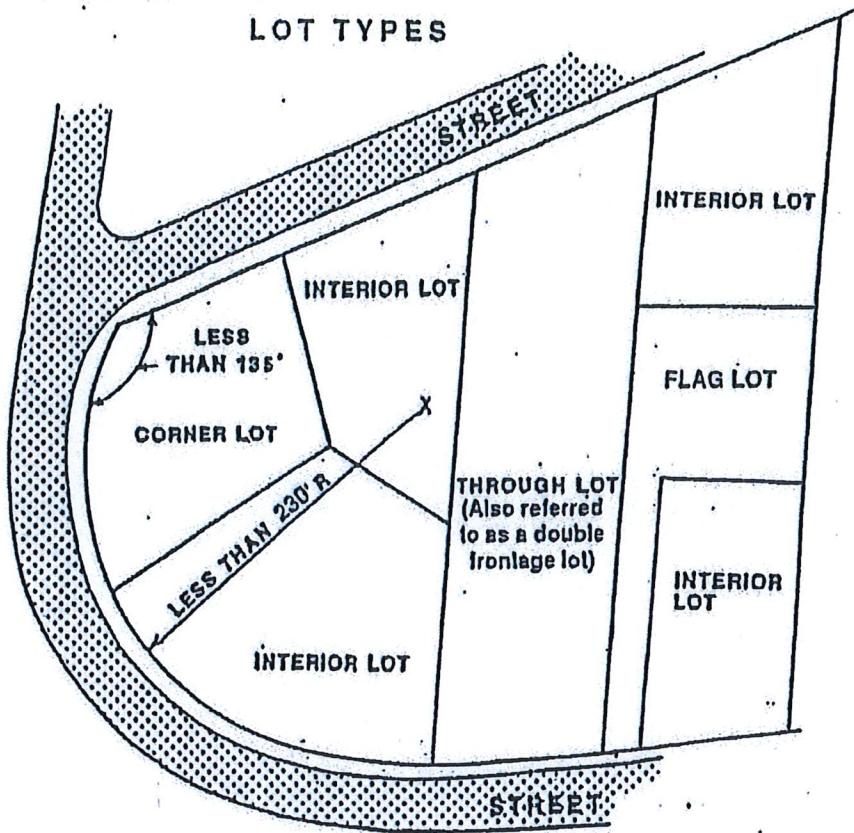 LOT TYPES
STREET
INTERIOR LOT
INTERIOR LOT
LESS
THAN 135°
FLAG LOT
X
CORNER LOT
THROUGH LOT
(Also referred
to as a double
frontage lot)
LESS THAN 230' R
INTERIOR
LOT
INTERIOR LOT
STREET